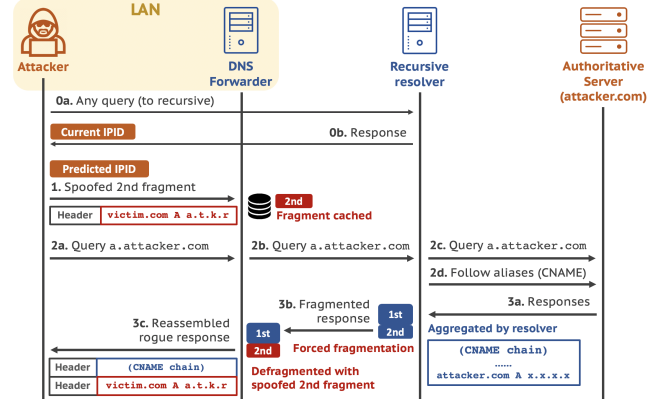 LAN
Attacker
DNS
Forwarder
Recursive
resolver
Authoritative
Server
(attacker.com)
0a. Any query (to recursive)
Current IPID
0b. Response
Predicted IPID
1. Spoofed 2nd fragment
Header
victim.com A a.t.k.r
2nd
Fragment cached
2a. Query a.attacker.com
2b. Query a.attacker.com
2c. Query a.attacker.com
2d. Follow aliases (CNAME)
3a. Responses
3b. Fragmented
response
1st
2nd
Forced fragmentation
3c. Reassembled
rogue response
1st
2nd
Defragmented with
spoofed 2nd fragment
Header
(CNAME chain)
Header
victim.com A a.t.k.r
Aggregated by resolver
(CNAME chain)
......
attacker.com A x.x.x.x